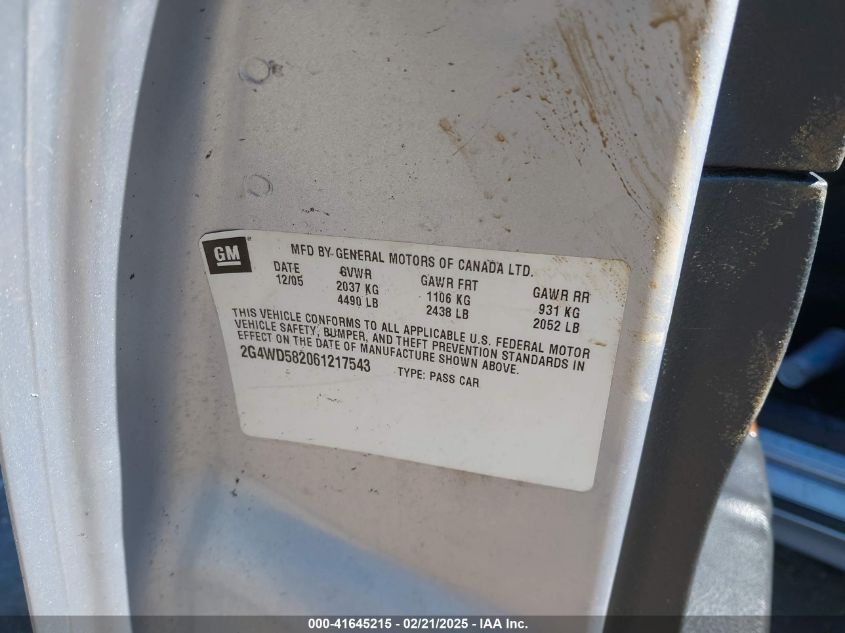 GM
MFD BY GENERAL MOTORS OF CANADA LTD.
DATE GVWR GAWR FRT GAWR RR
12/05 2037 KG 1106 KG 931 KG
4490 LB 2438 LB 2052 LB
THIS VEHICLE CONFORMS TO ALL APPLICABLE U.S. FEDERAL MOTOR
VEHICLE SAFETY, BUMPER, AND THEFT PREVENTION STANDARDS IN
EFFECT ON THE DATE OF MANUFACTURE SHOWN ABOVE.
2G4WD582061217543 TYPE: PASS CAR
000-41645215 - 02/21/2025 - IAA Inc.